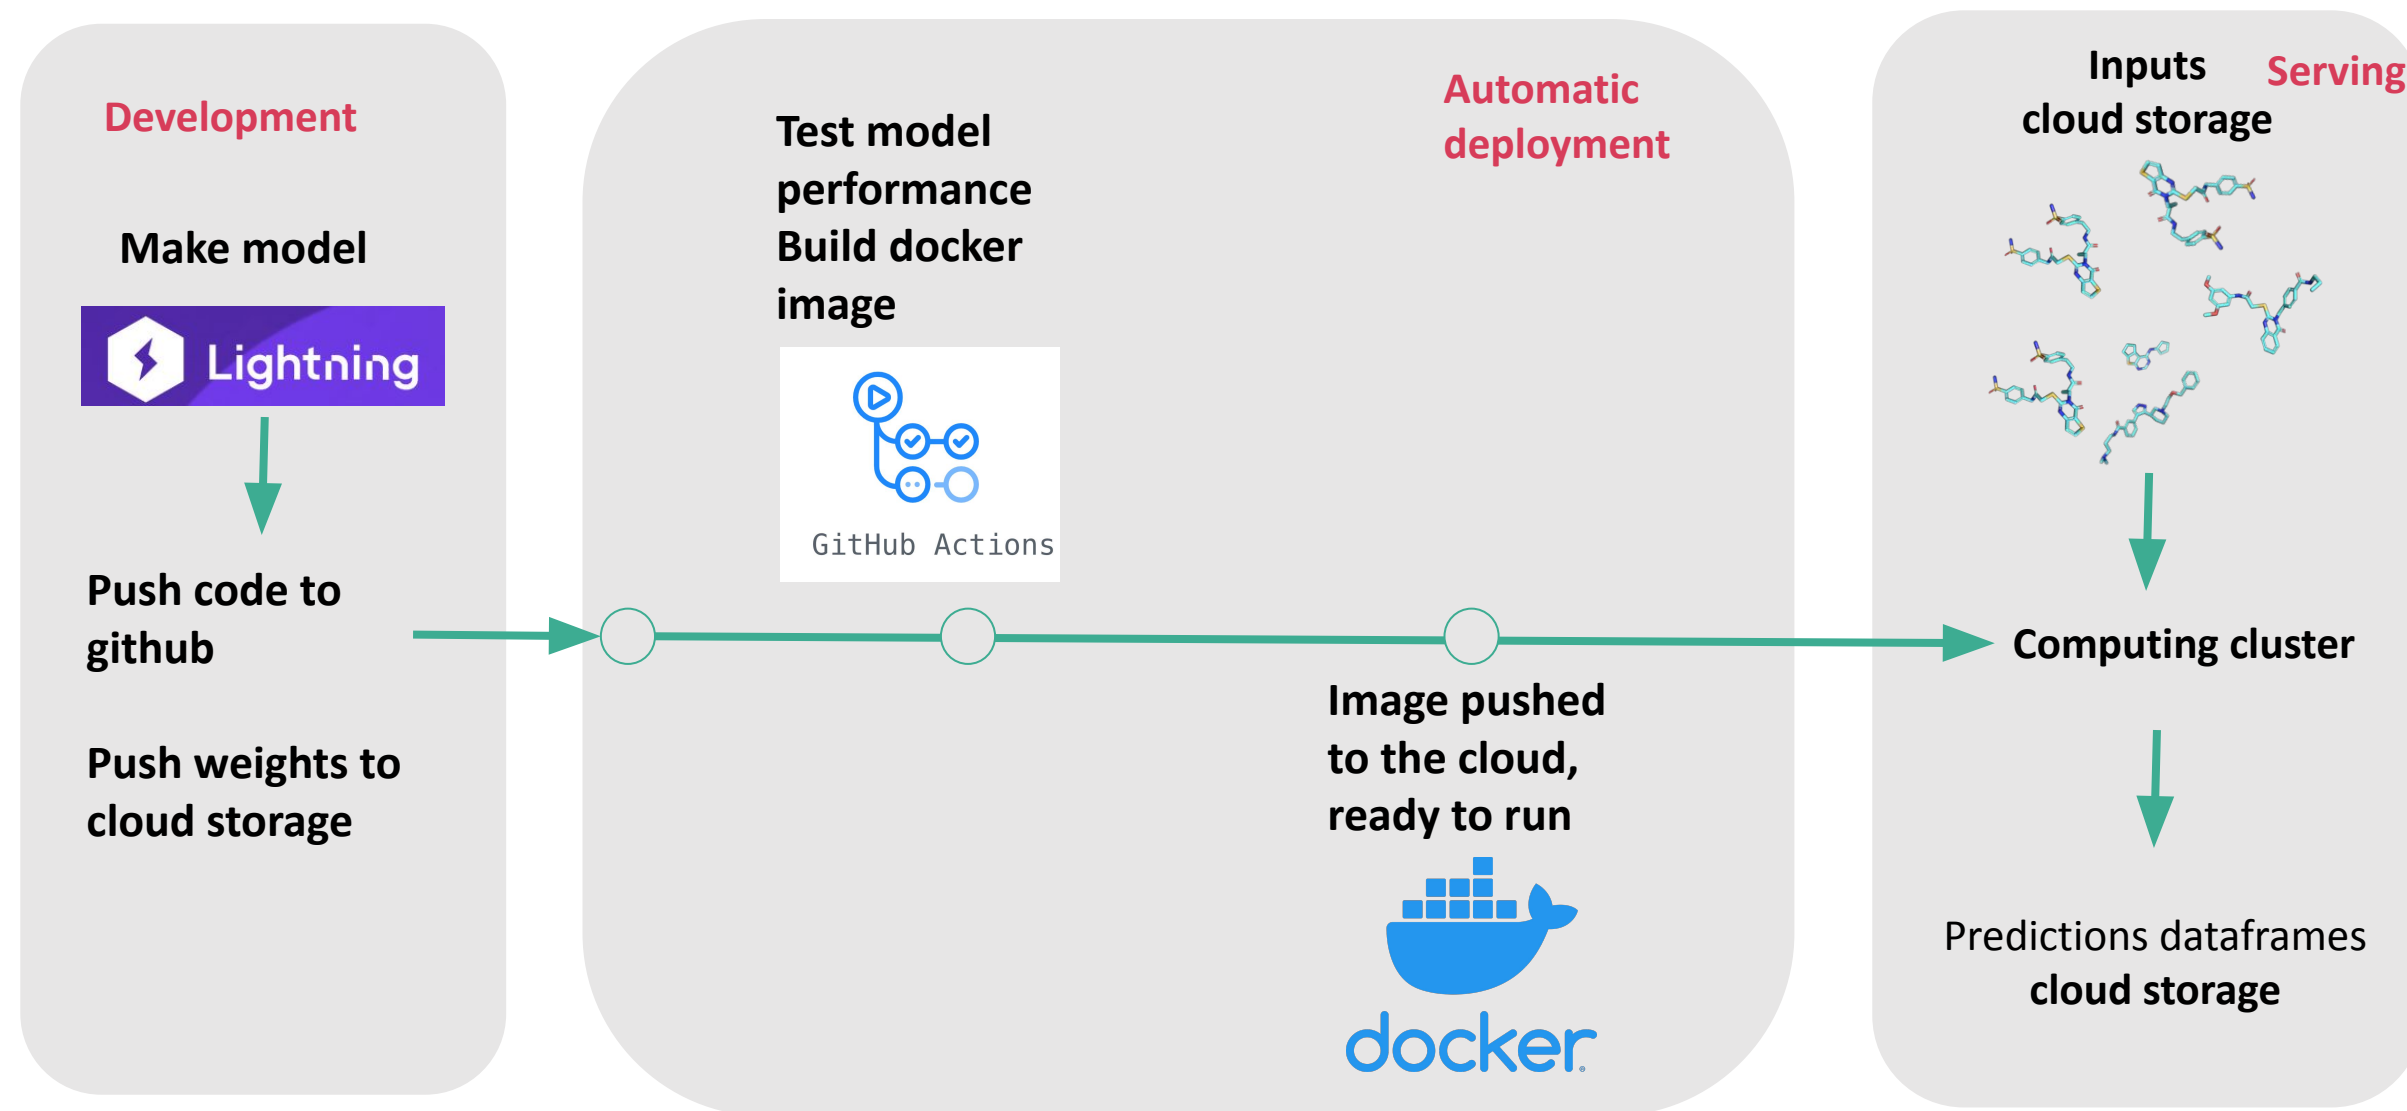 Development
Make model
Lightning
Push code to
github
Push weights to
cloud storage
Test model
performance
Build docker
image
GitHub Actions
Automatic
deployment
Image pushed
to the cloud,
ready to run
docker
Inputs
cloud storage
Serving
Computing cluster
Predictions dataframes
cloud storage